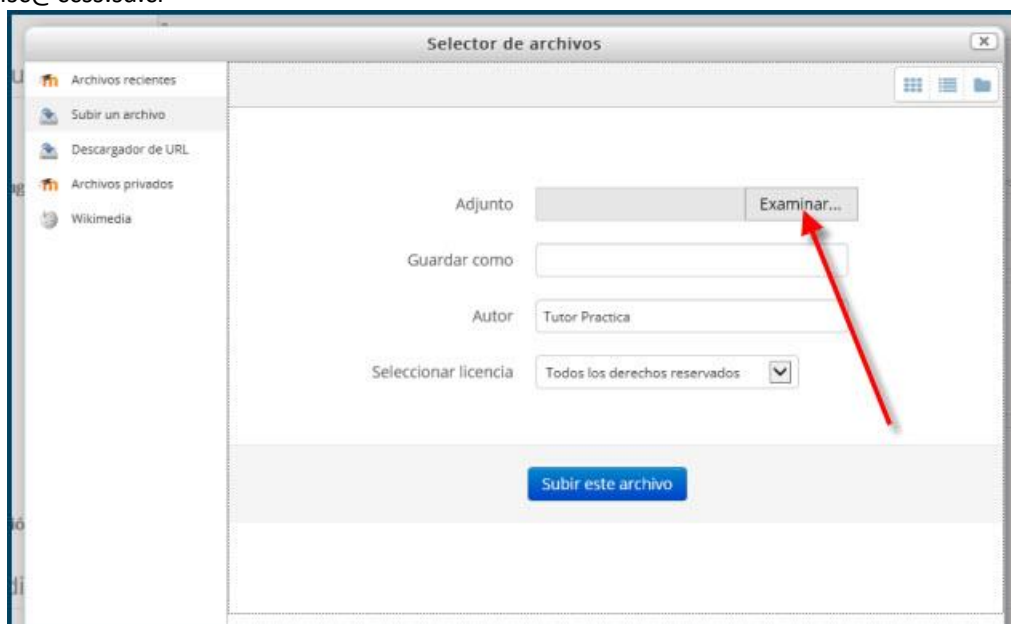 Selector de archivos
Archivos recientes
Subir un archivo
Descargador de URL
Archivos privados
Wikimedia
Adjunto
Examinar...
Guardar como
Autor
Tutor Practica
Seleccionar licencia
Todos los derechos reservados
Subir este archivo